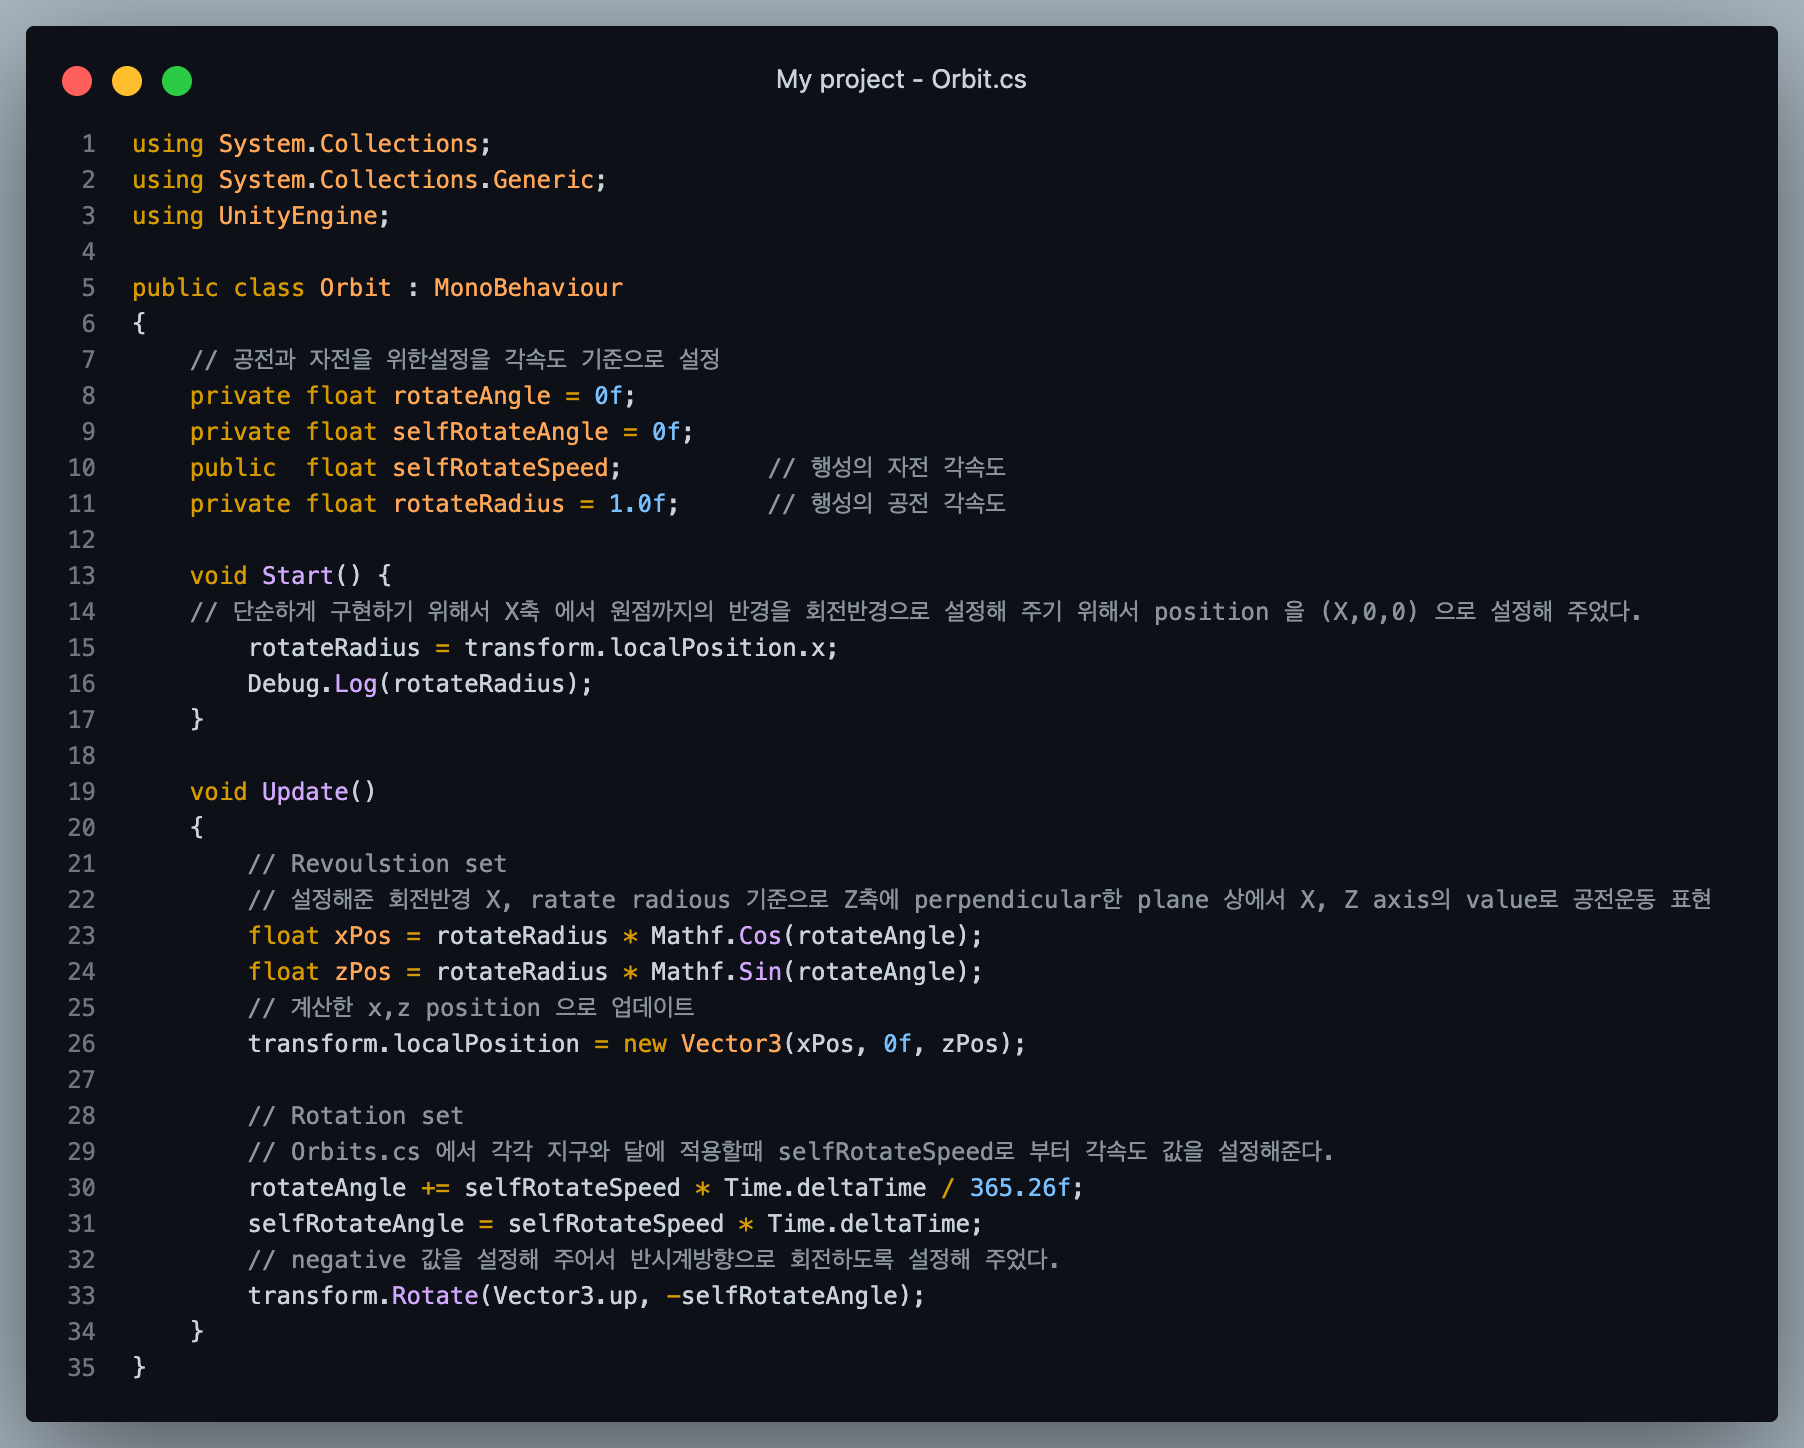 My project - Orbit.cs
1 using System.Collections;
2 using System.Collections.Generic;
3 using UnityEngine;
4
5 public class Orbit : MonoBehaviour
6 {
7     // 공전과 자전을 위한설정을 각속도 기준으로 설정
8     private float rotateAngle = 0f;
9     private float selfRotateAngle = 0f;
10     public  float selfRotateSpeed;          // 행성의 자전 각속도
11     private float rotateRadius = 1.0f;      // 행성의 공전 각속도
12
13     void Start() {
14     // 단순하게 구현하기 위해서 X축 에서 원점까지의 반경을 회전반경으로 설정해 주기 위해서 position 을 (X,0,0) 으로 설정해 주었다.
15         rotateRadius = transform.localPosition.x;
16         Debug.Log(rotateRadius);
17     }
18
19     void Update()
20     {
21         // Revoulstion set
22         // 설정해준 회전반경 X, ratate radious 기준으로 Z축에 perpendicular한 plane 상에서 X, Z axis의 value로 공전운동 표현
23         float xPos = rotateRadius * Mathf.Cos(rotateAngle);
24         float zPos = rotateRadius * Mathf.Sin(rotateAngle);
25         // 계산한 x,z position 으로 업데이트
26         transform.localPosition = new Vector3(xPos, 0f, zPos);
27
28         // Rotation set
29         // Orbits.cs 에서 각각 지구와 달에 적용할때 selfRotateSpeed로 부터 각속도 값을 설정해준다.
30         rotateAngle += selfRotateSpeed * Time.deltaTime / 365.26f;
31         selfRotateAngle = selfRotateSpeed * Time.deltaTime;
32         // negative 값을 설정해 주어서 반시계방향으로 회전하도록 설정해 주었다.
33         transform.Rotate(Vector3.up, -selfRotateAngle);
34     }
35 }